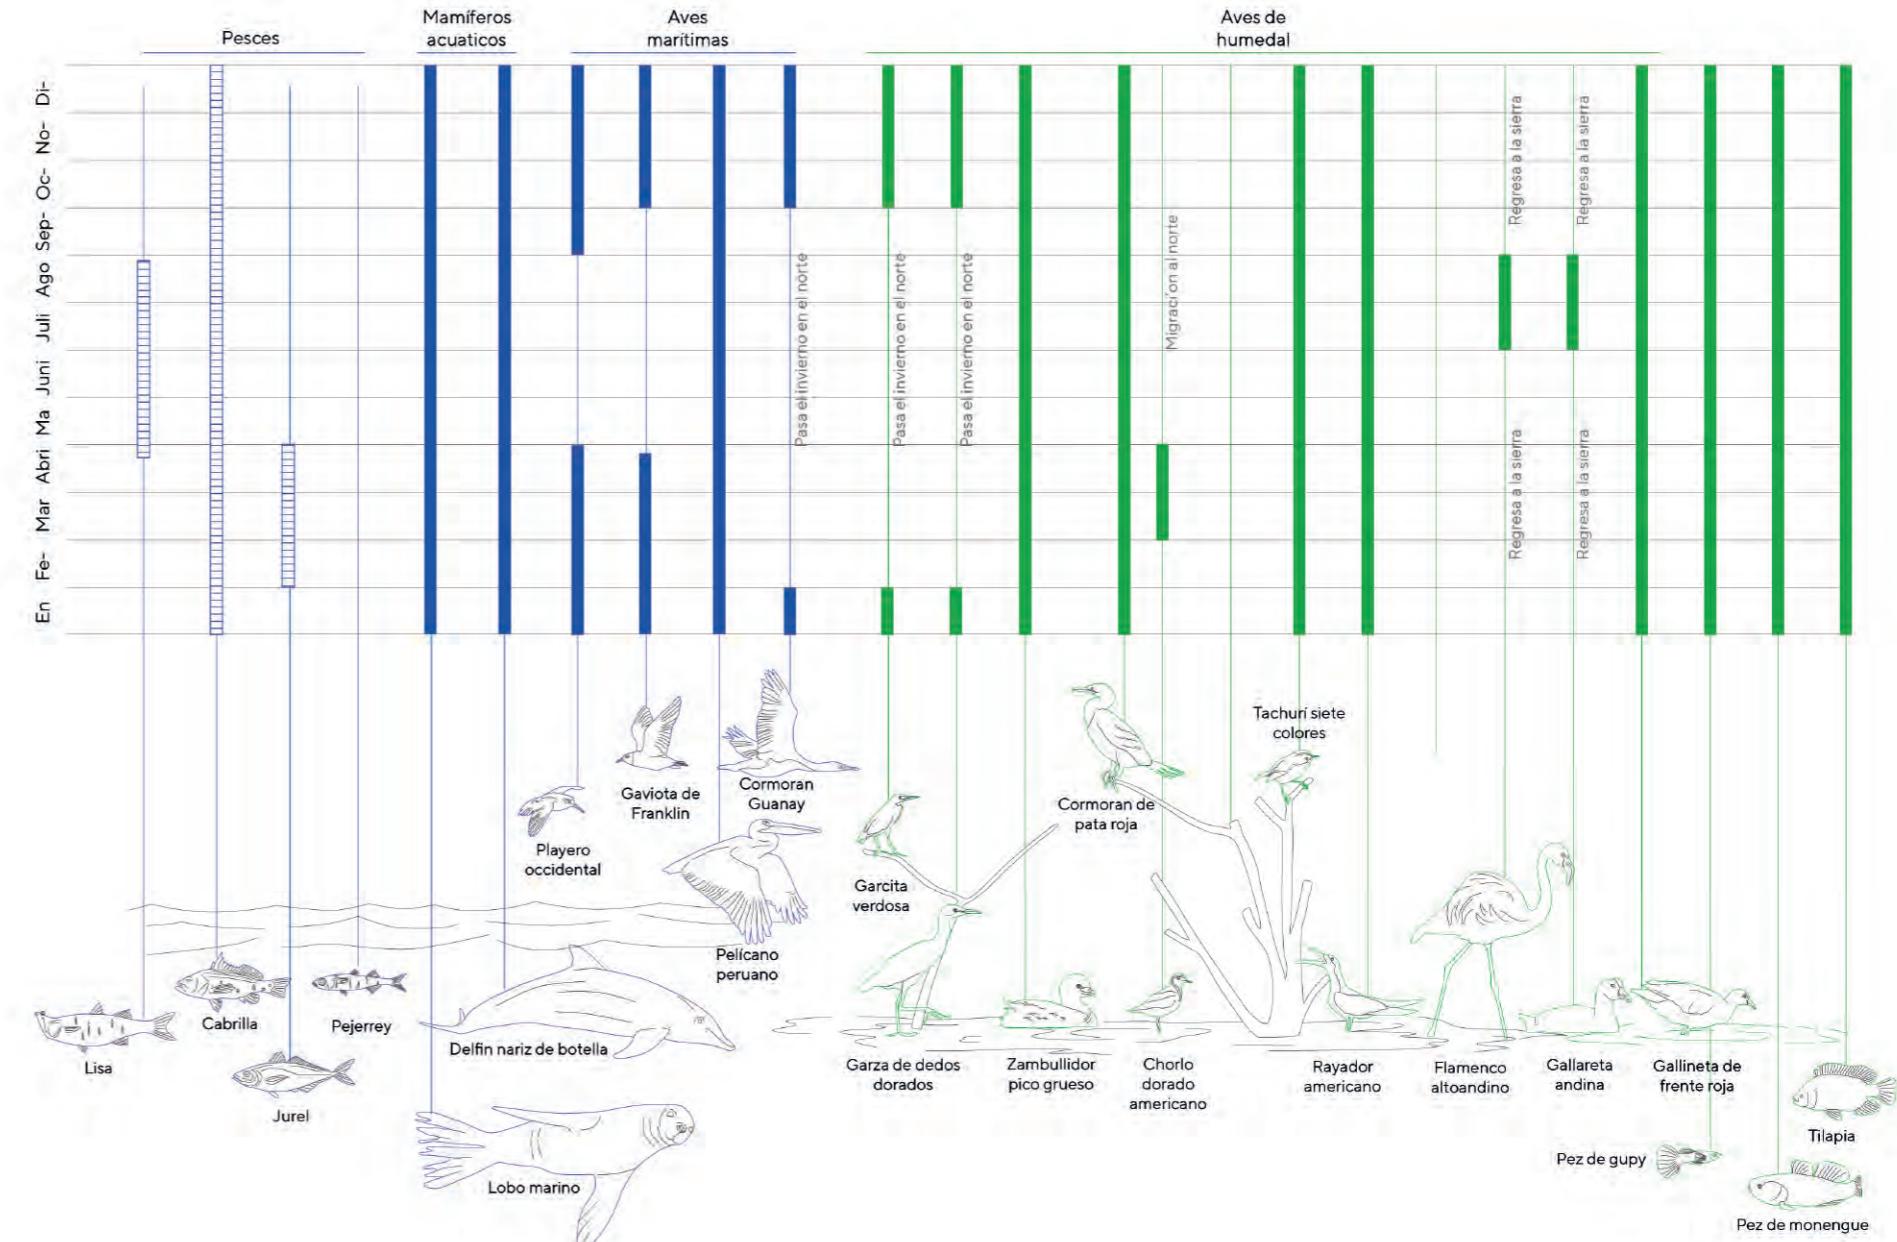 Pesces
Mamíferos
acuaticos
Aves
marítimas
Aves de
humedal
Di-
No-
Oc-
Sep-
Ago
Juli
Juni
Ma
Abri
Mar
Fe-
En
Pasa el invierno en el norte
Pasa el invierno en el norte
Pasa el invierno en el norte
Migracíon al norte
Regresa a la sierra
Regresa a la sierra
Regresa a la sierra
Regresa a la sierra
Tachurí siete
colores
Gaviota de
Franklin
Cormoran
Guanay
Cormoran de
pata roja
Playero
occidental
Garcita
verdosa
Pelícano
peruano
Cabrilla
Pejerrey
Lisa
Delfin nariz de botella
Jurel
Lobo marino
Garza de dedos
dorados
Zambullidor
pico grueso
Chorlo
dorado
americano
Rayador
americano
Flamenco
altoandino
Gallareta
andina
Gallineta de
frente roja
Tilapia
Pez de gupy
Pez de monengue